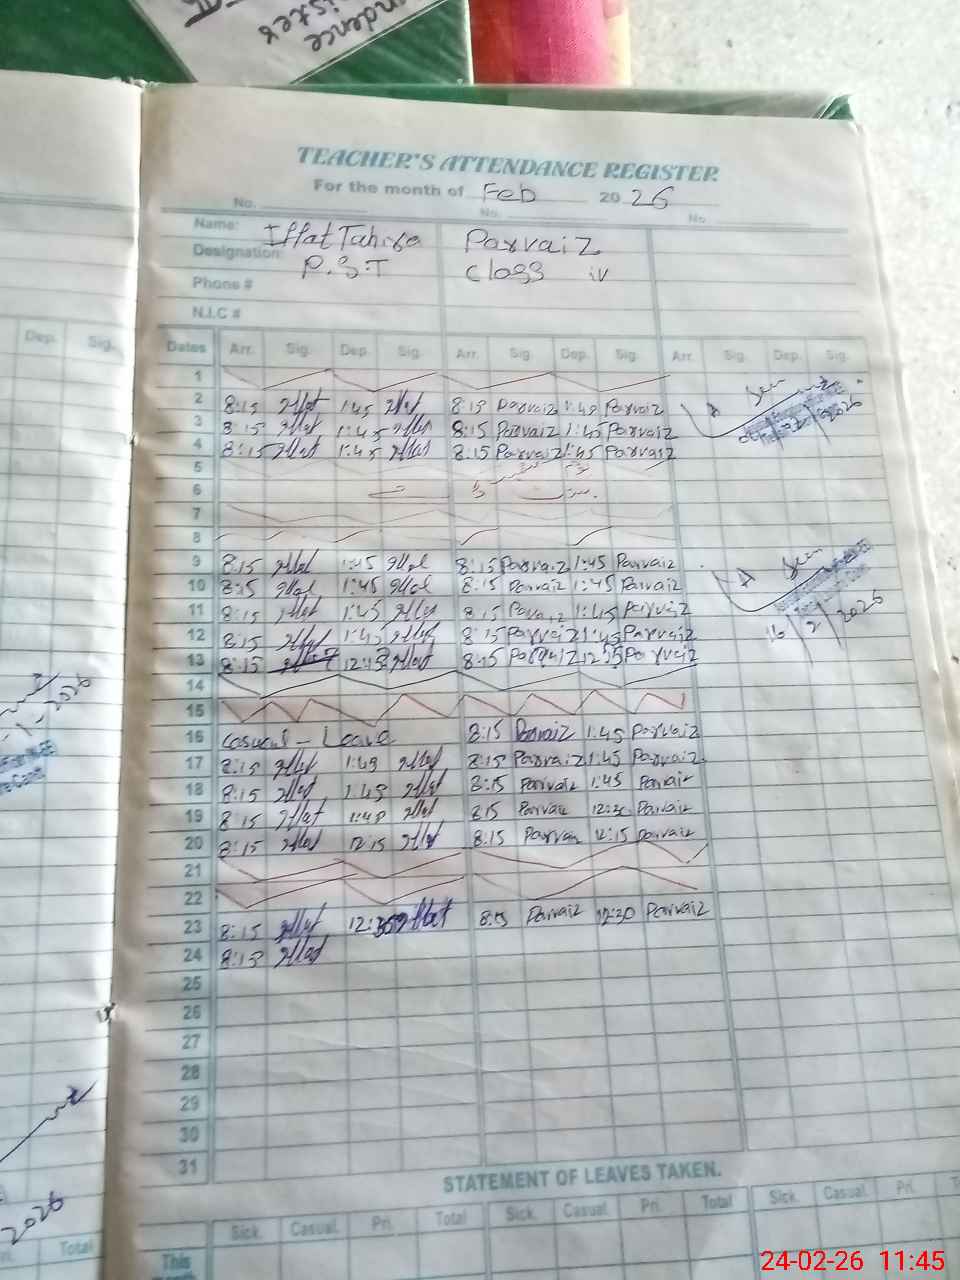 TEACHER'S ATTENDANCE REGISTER
For the month of Feb 2026
No. No. No
Name: Iffat Tahira Parvaiz
Designation: P.S.T Class iv
Phone #
N.I.C #
Dates Arr. Sig. Dep. Sig. Arr. Sig. Dep. Sig. Arr. Sig. Dep. Sig.
1
2 8:15 Iffat 1:45 Iffat 8:15 Parvaiz 1:45 Parvaiz
3 8:15 Iffat 1:45 Iffat 8:15 Parvaiz 1:45 Parvaiz
4 8:15 Iffat 1:45 Iffat 8:15 Parvaiz 1:45 Parvaiz
5
6
7
8
9 8:15 Iffat 1:45 Iffat 8:15 Parvaiz 1:45 Parvaiz
10 8:15 Iffat 1:45 Iffat 8:15 Parvaiz 1:45 Parvaiz
11 8:15 Iffat 1:45 Iffat 8:15 Parvaiz 1:45 Parvaiz
12 8:15 Iffat 1:45 Iffat 8:15 Parvaiz 1:45 Parvaiz
13 8:15 Iffat 12:15 Iffat 8:15 Parvaiz 12:15 Parvaiz
14
15
16 Casual - Leave 8:15 Parvaiz 1:45 Parvaiz
16/2/2026
17 8:15 Iffat 1:45 Iffat 8:15 Parvaiz 1:45 Parvaiz
18 8:15 Iffat 1:45 Iffat 8:15 Parvaiz 1:45 Parvaiz
19 8 15 Iffat 1:45 Iffat 8 15 Parvaiz Parvaiz
20 8:15 Iffat 12:15 Iffat 8:15 Parvaiz 12:15 Parvaiz
21
22
23 8:15 Iffat 12:30 Iffat 8:15 Parvaiz 12:30 Parvaiz
24 8:15 Iffat
25
26
27
28
29
30
31
STATEMENT OF LEAVES TAKEN.
Sick. Casual. Pri. Total Sick. Casual. Pri. Total Sick. Casual. Pri.
This
Dep. Sig.
2026
Total
24-02-26 11:45